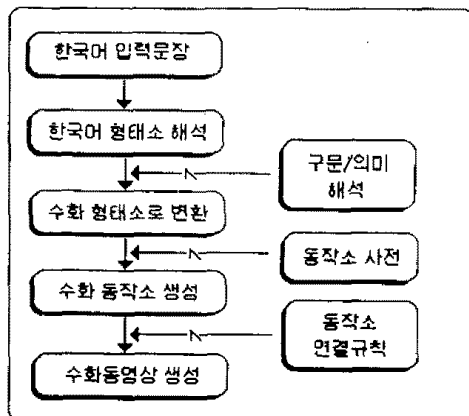 한국어 입력문장
한국어 형태소 해석
구문/의미
해석
수화 형태소로 변환
동작소 사전
수화 동작소 생성
동작소
연결규칙
수화동영상 생성